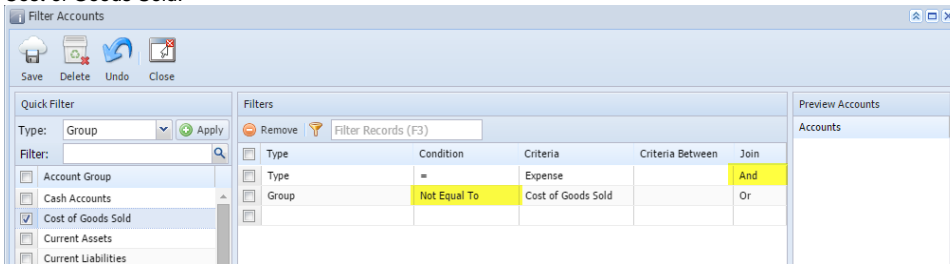 Cost of Goods Sold.
Filter Accounts
Save Delete Undo Close
Quick Filter Filters Preview Accounts
Type: Group Apply Remove Filter Records (F3) Accounts
Filter: Type Condition Criteria Criteria Between Join
Account Group Type = Expense And
Cash Accounts Group Not Equal To Cost of Goods Sold Or
Cost of Goods Sold
Current Assets
Current Liabilities